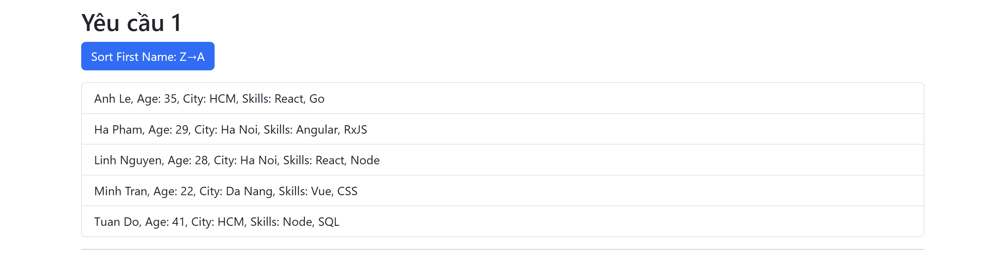 Yêu cầu 1
Sort First Name: Z→A
Anh Le, Age: 35, City: HCM, Skills: React, Go
Ha Pham, Age: 29, City: Ha Noi, Skills: Angular, RxJS
Linh Nguyen, Age: 28, City: Ha Noi, Skills: React, Node
Minh Tran, Age: 22, City: Da Nang, Skills: Vue, CSS
Tuan Do, Age: 41, City: HCM, Skills: Node, SQL